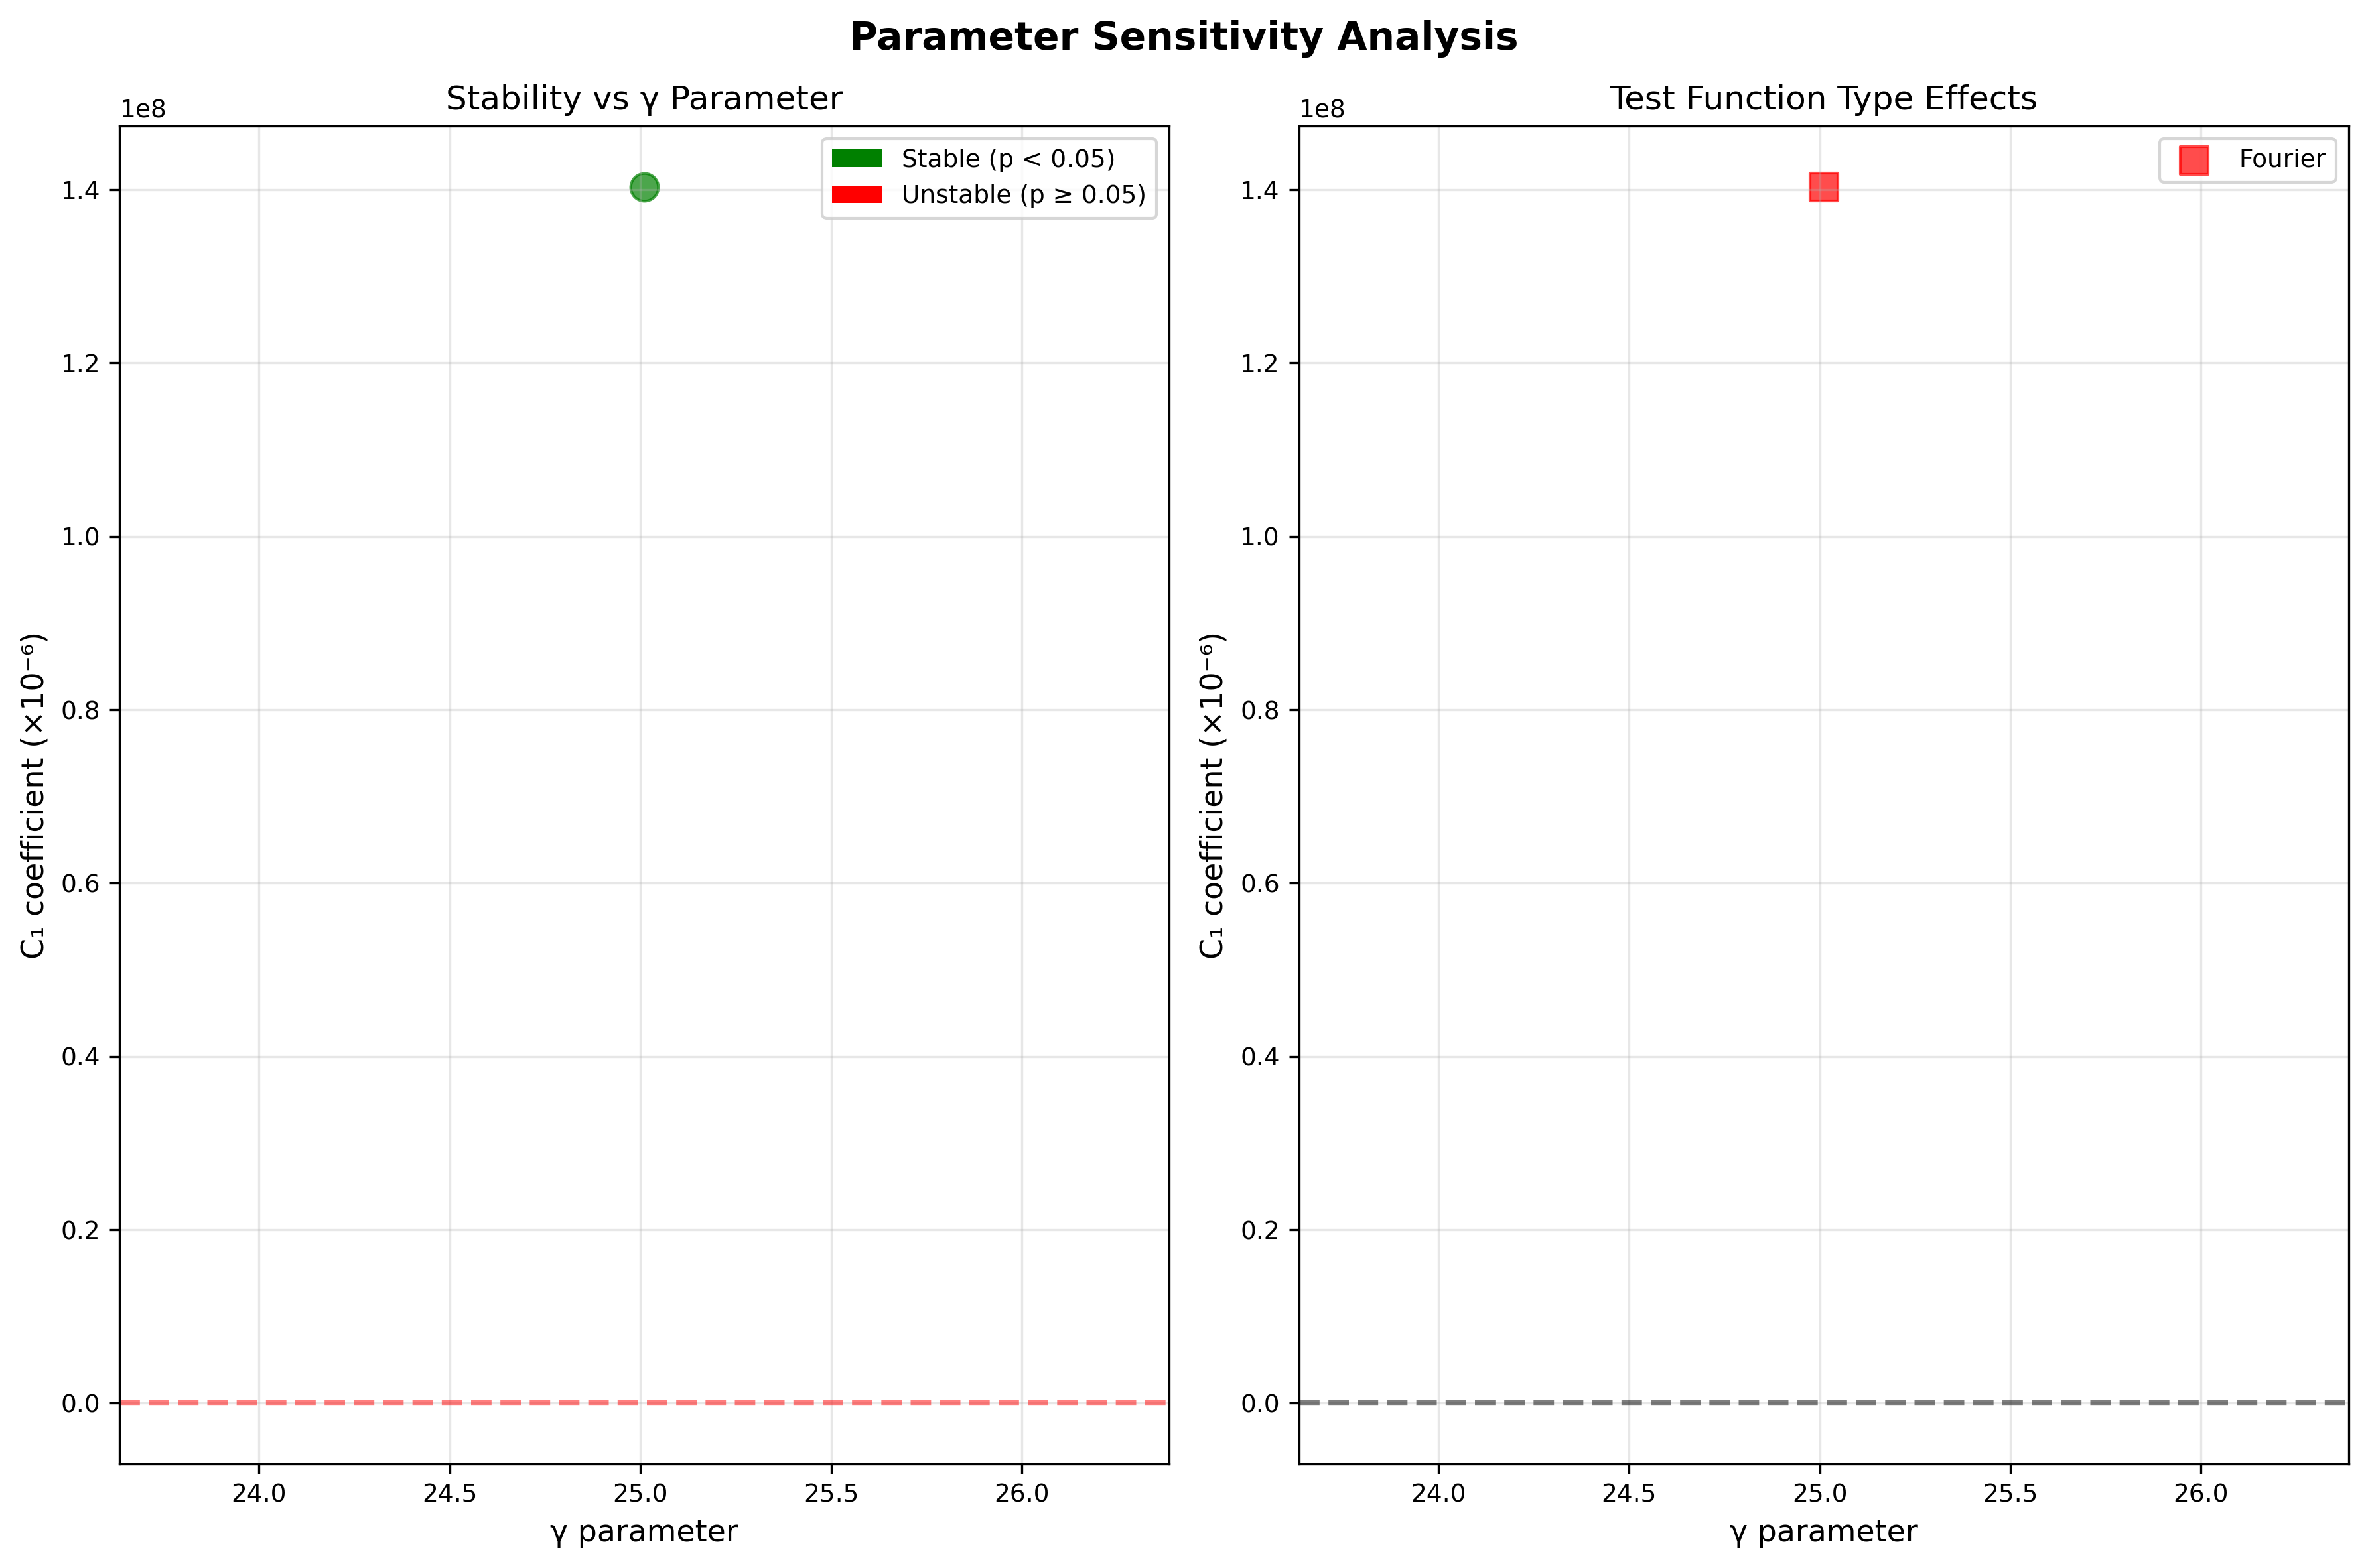 Parameter Sensitivity Analysis
Stability vs γ Parameter
1e8
Stable (p < 0.05)
Unstable (p ≥ 0.05)
1.4
1.2
1.0
0.8
0.6
0.4
0.2
0.0
C₁ coefficient (×10⁻⁶)
24.0 24.5 25.0 25.5 26.0
γ parameter
Test Function Type Effects
1e8
Fourier
1.4
1.2
1.0
0.8
0.6
0.4
0.2
0.0
C₁ coefficient (×10⁻⁶)
24.0 24.5 25.0 25.5 26.0
γ parameter